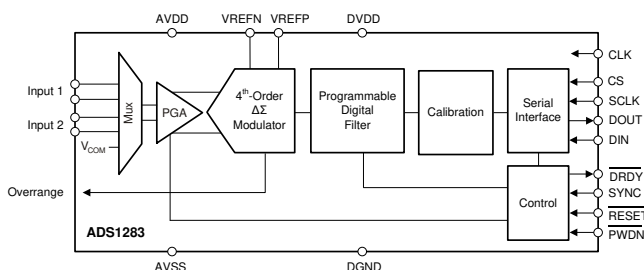 AVDD
VREFN
VREFP
DVDD
CLK
CS
SCLK
DOUT
DIN
DRDY
SYNC
RESET
PWDN
Input 1
Input 2
VCOM
Overrange
Mux
PGA
4th-Order
ΔΣ
Modulator
Programmable
Digital
Filter
Calibration
Serial
Interface
Control
ADS1283
AVSS
DGND